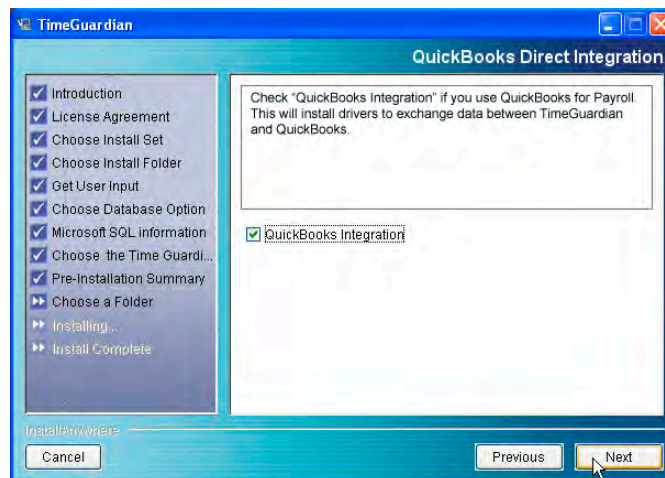 TimeGuardian
QuickBooks Direct Integration
Introduction
License Agreement
Choose Install Set
Choose Install Folder
Get User Input
Choose Database Option
Microsoft SQL information
Choose the Time Guardi...
Pre-Installation Summary
Choose a Folder
Installing...
Install Complete
Check "QuickBooks Integration" if you use QuickBooks for Payroll.
This will install drivers to exchange data between TimeGuardian
and QuickBooks.
QuickBooks Integration
InstallAnywhere
Cancel
Previous
Next